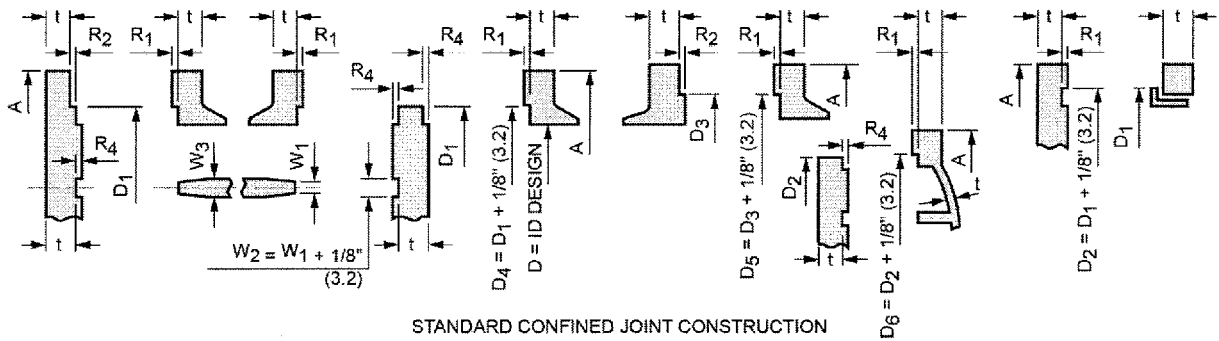 t t t t t t t t t
R2 R1 R1 R4 R1 R2 R1 R1 R1
A R4 D1 W3 W1 R4 D1 A D3 A R4 D2 A t A D1
t t t
W2 = W1 + 1/8"
(3.2)
D4 = D1 + 1/8" (3.2)
D = ID DESIGN
D5 = D3 + 1/8" (3.2)
D6 = D2 + 1/8" (3.2)
D2 = D1 + 1/8" (3.2)
STANDARD CONFINED JOINT CONSTRUCTION